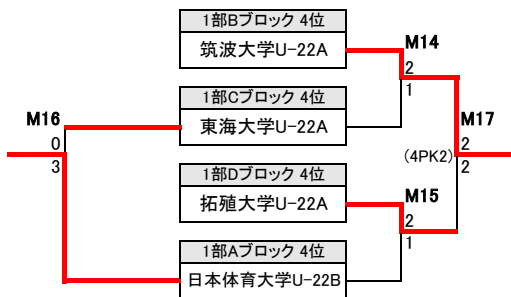 1部Bブロック 4位
筑波大学U-22A
M14
2
1
1部Cブロック 4位
東海大学U-22A
M16
0
3
M17
2
(4PK2)
2
1部Dブロック 4位
拓殖大学U-22A
M15
2
1
1部Aブロック 4位
日本体育大学U-22B